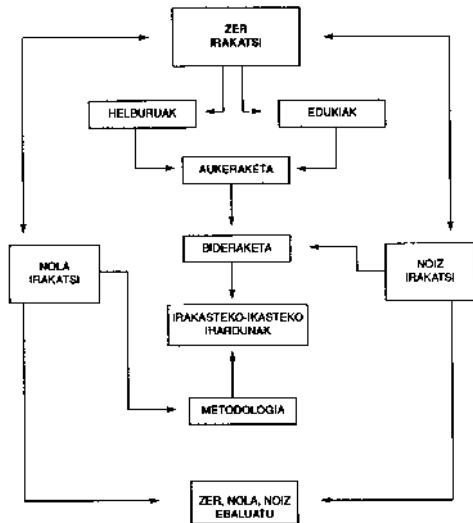 ZER
IRAKATSI
HELBURUAK
EDUKIAK
AUKERAKETA
BIDERAKETA
NOLA
IRAKATSI
NOIZ
IRAKATSI
IRAKASTEKO-IKASTEKO
IHARDUNAK
METODOLOGIA
ZER, NOLA, NOIZ
EBALUATU